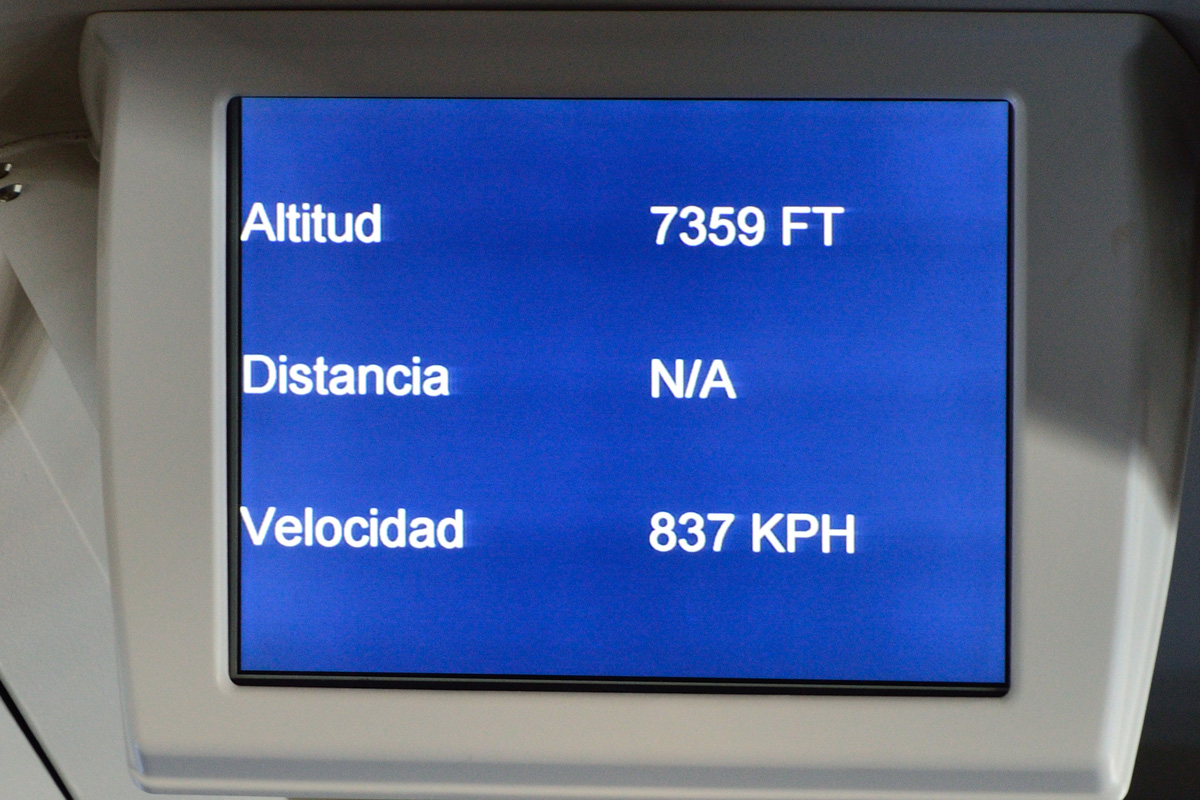 Altitud 7359 FT
Distancia N/A
Velocidad 837 KPH